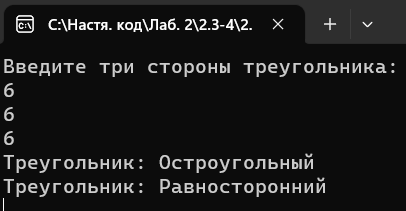 C:\Настя. код\Лаб. 2\2.3-4\2.
Введите три стороны треугольника:
6
6
6
Треугольник: Остроугольный
Треугольник: Равносторонний